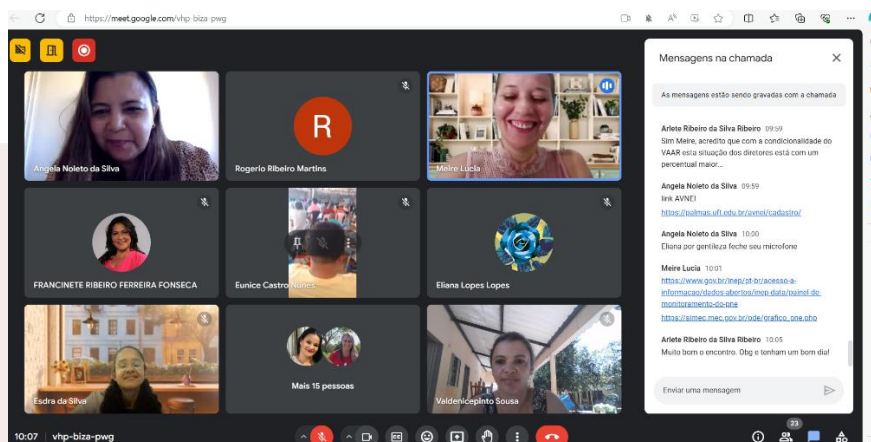 https://meet.google.com/vhp-biza-pwg
Angela Noleto da Silva
R
Rogerio Ribeiro Martins
Meire Lucia
FRANCINETE RIBEIRO FERREIRA FONSECA
Eunice Castro Nunes
Eliana Lopes Lopes
Esdra da Silva
Mais 15 pessoas
Valdenicepinto Sousa
10:07 | vhp-biza-pwg
Mensagens na chamada
As mensagens estão sendo gravadas com a chamada
Arlete Ribeiro da Silva Ribeiro 09:59
Sim Meire, acredito que com a condicionalidade do
VAAR esta situação dos diretores está com um
percentual maior...
Angela Noleto da Silva 09:59
link AVNEI
https://palmas.uft.edu.br/avnei/cadastro/
Angela Noleto da Silva 10:00
Eliana por gentileza feche seu microfone
Meire Lucia 10:01
https://www.gov.br/inep/pt-br/acesso-a-
informacao/dados-abertos/inep-data/painel-de-
monitoramento-do-pne
https://simec.mec.gov.br/pde/grafico_pne.php
Arlete Ribeiro da Silva Ribeiro 10:05
Muito bom o encontro. Obg e tenham um bom dia!
Enviar uma mensagem
23